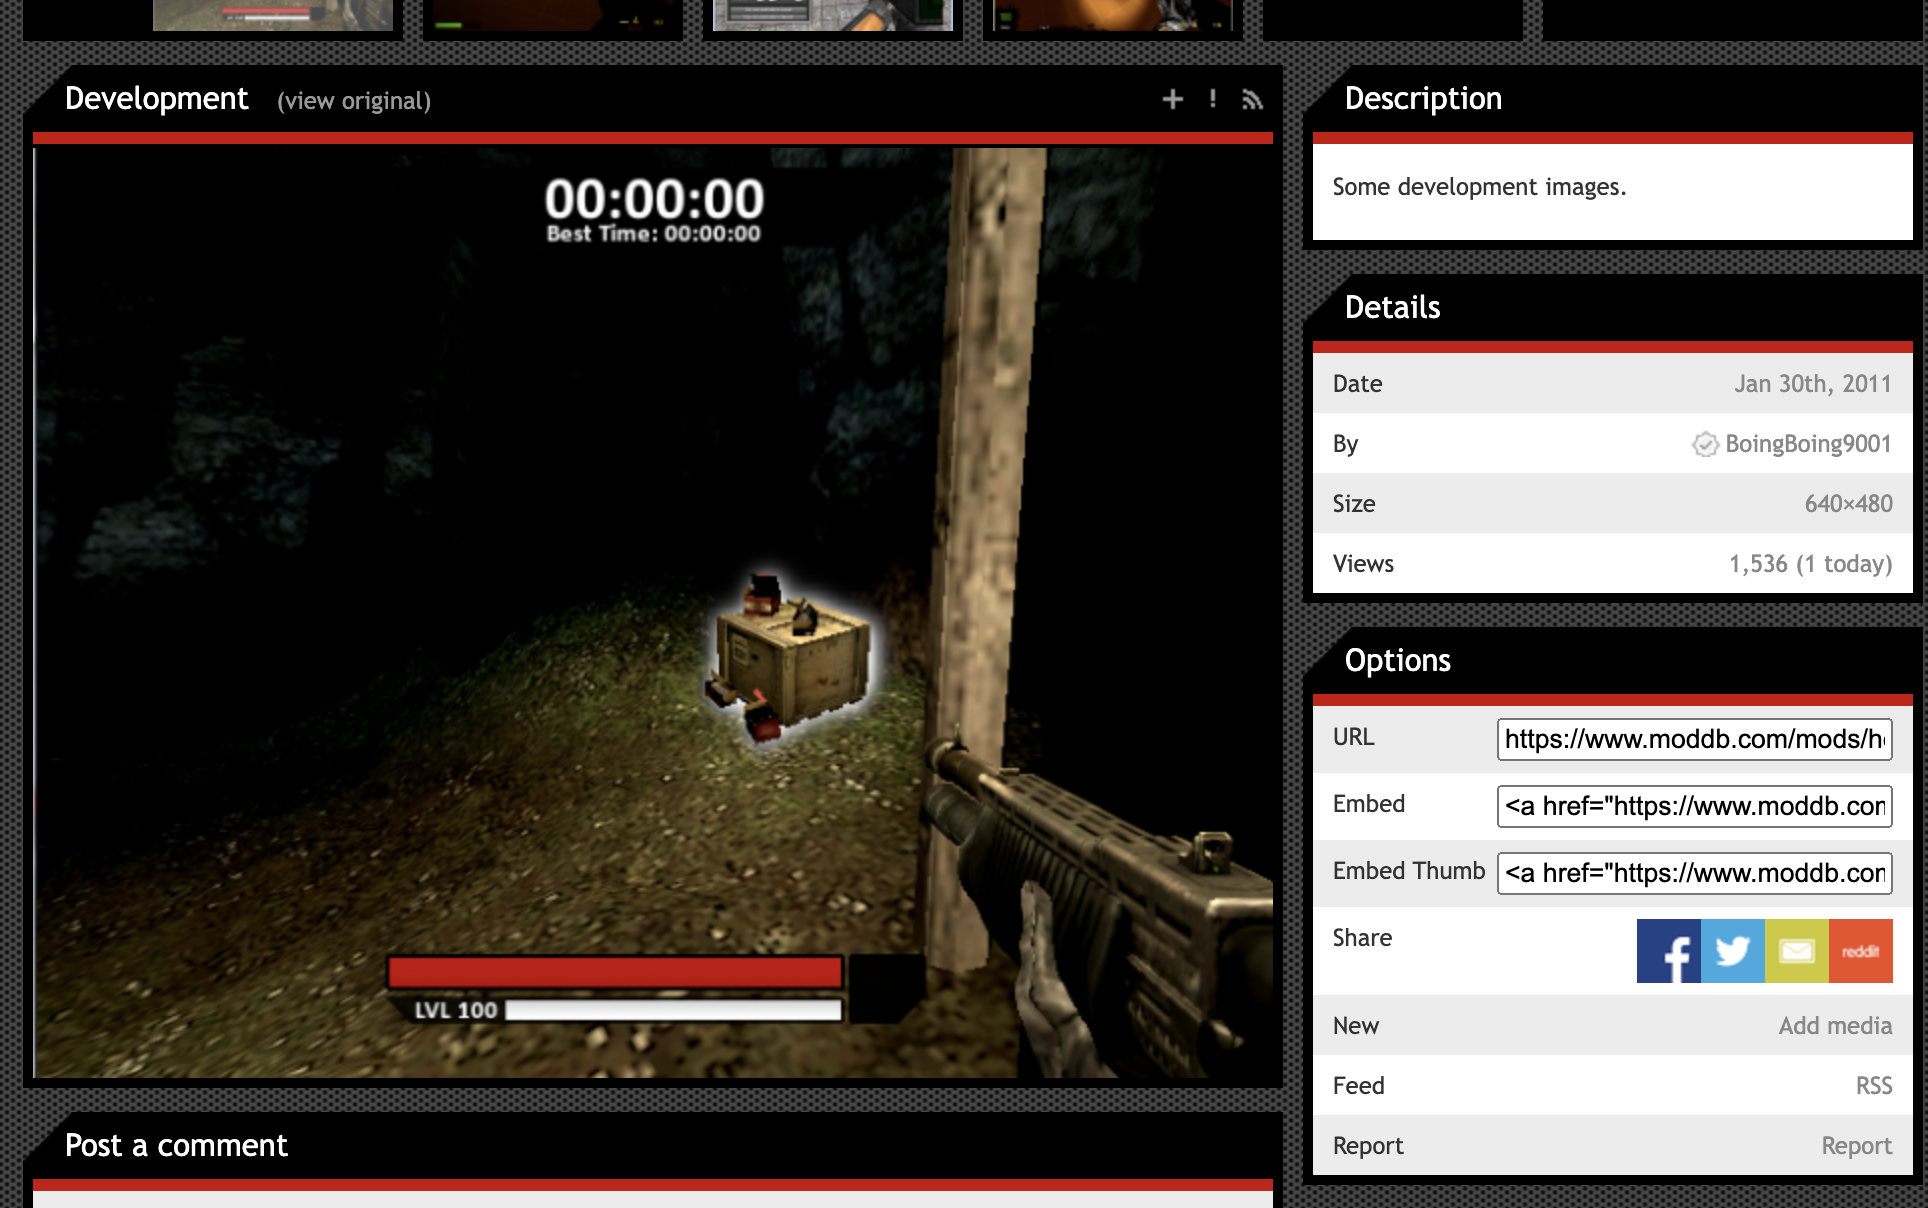 Development (view original)
00:00:00
Best Time: 00:00:00
LVL 100
Post a comment
Description
Some development images.
Details
Date Jan 30th, 2011
By BoingBoing9001
Size 640×480
Views 1,536 (1 today)
Options
URL https://www.moddb.com/mods/h
Embed <a href="https://www.moddb.con
Embed Thumb <a href="https://www.moddb.con
Share f reddit
New Add media
Feed RSS
Report Report